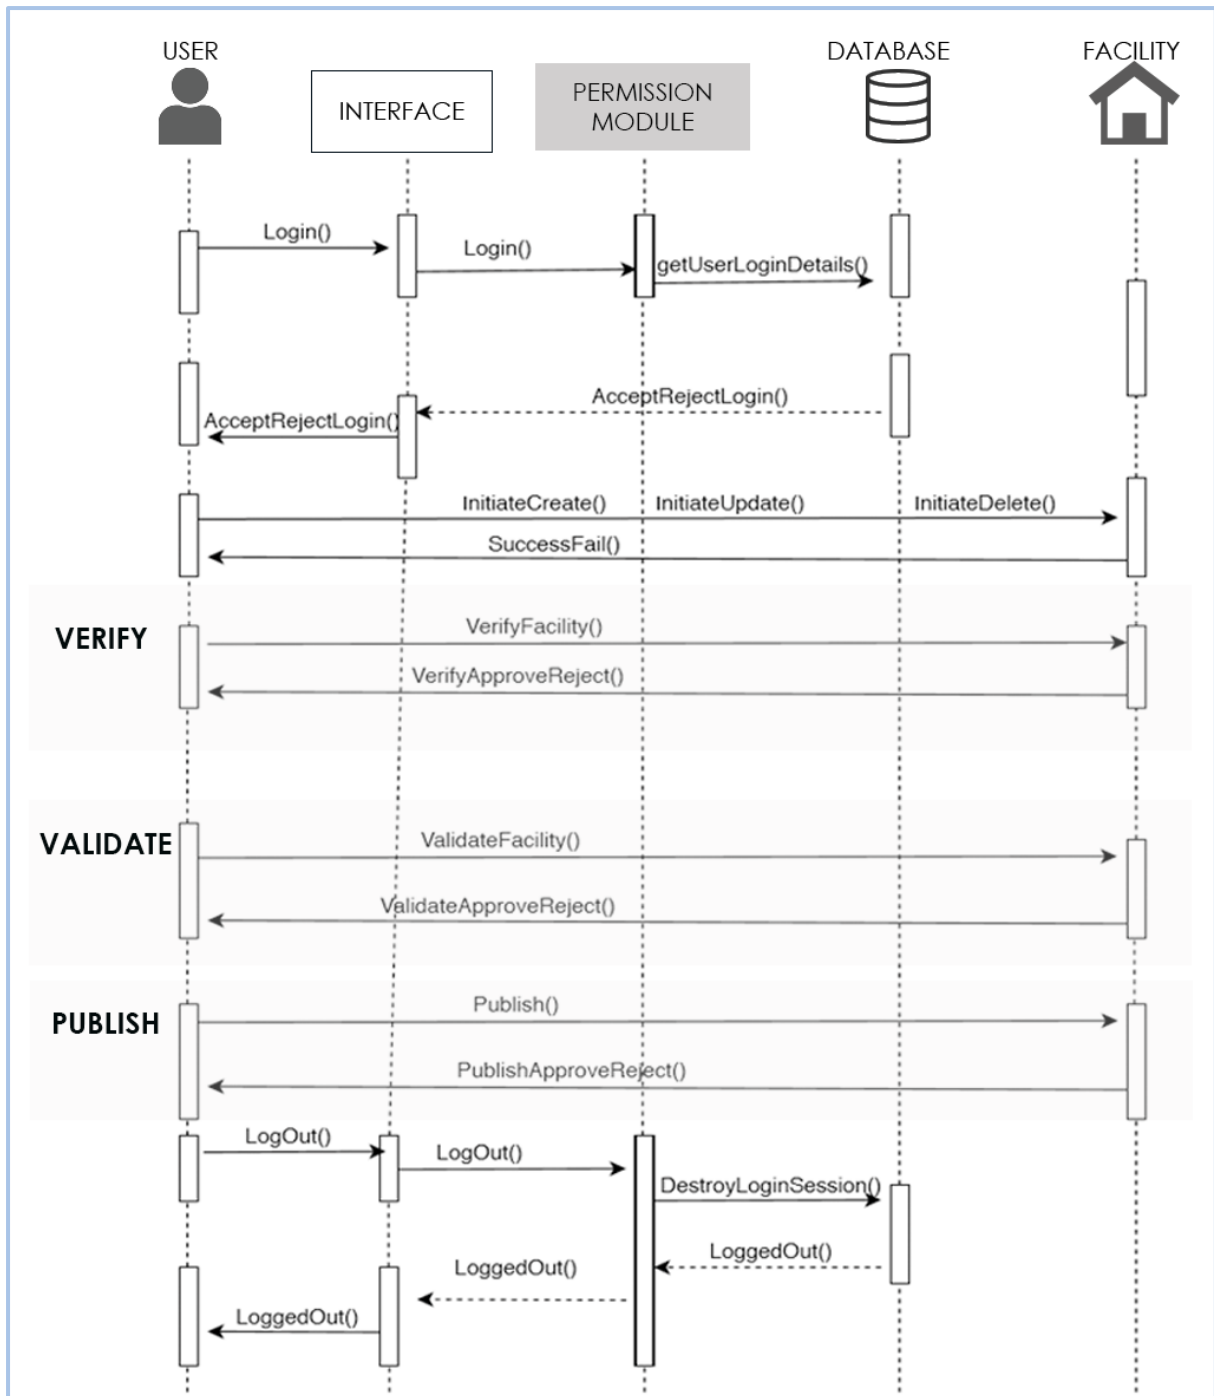 USER
INTERFACE
PERMISSION
MODULE
DATABASE
FACILITY
Login()
Login()
getUserLoginDetails()
AcceptRejectLogin()
AcceptRejectLogin()
InitiateCreate() InitiateUpdate() InitiateDelete()
SuccessFail()
VERIFY
VerifyFacility()
VerifyApproveReject()
VALIDATE
ValidateFacility()
ValidateApproveReject()
PUBLISH
Publish()
PublishApproveReject()
LogOut()
LogOut()
DestroyLoginSession()
LoggedOut()
LoggedOut()
LoggedOut()